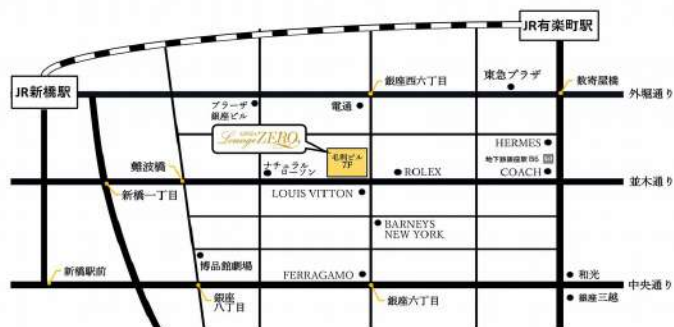 JR有楽町駅
JR新橋駅
銀座西六丁目
東急プラザ
数寄屋橋
外堀通り
プラーザ
銀座ビル
電通
Lounge ZERO
毛利ビル
7F
HERMES
地下鉄銀座駅 B5
COACH
難波橋
ナチュラル
ローソン
ROLEX
並木通り
新橋一丁目
LOUIS VITTON
BARNEYS
NEW YORK
博品館劇場
新橋駅前
FERRAGAMO
和光
中央通り
銀座
八丁目
銀座六丁目
銀座三越